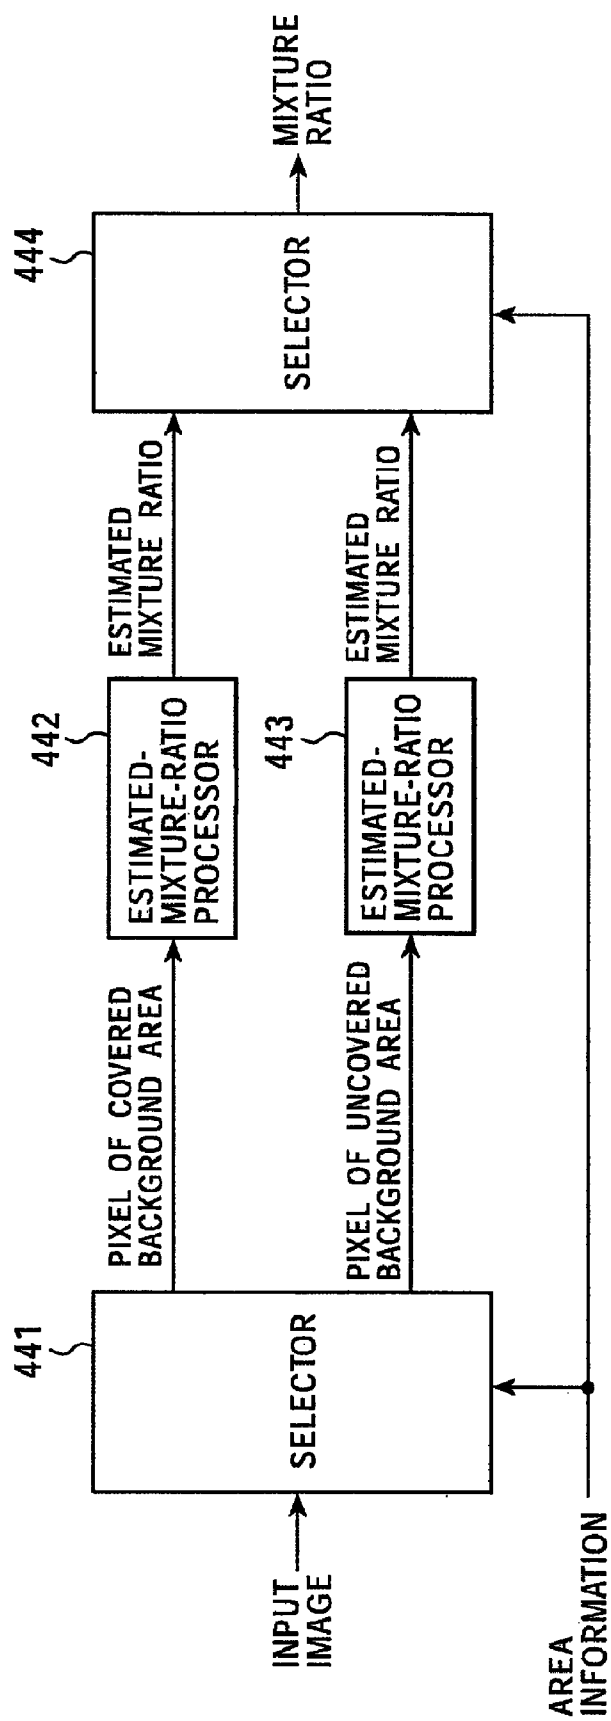 INPUT
IMAGE
441
SELECTOR
PIXEL OF COVERED
BACKGROUND AREA
PIXEL OF UNCOVERED
BACKGROUND AREA
442
ESTIMATED-
MIXTURE-RATIO
PROCESSOR
443
ESTIMATED-
MIXTURE-RATIO
PROCESSOR
ESTIMATED
MIXTURE RATIO
ESTIMATED
MIXTURE RATIO
444
SELECTOR
MIXTURE
RATIO
AREA
INFORMATION